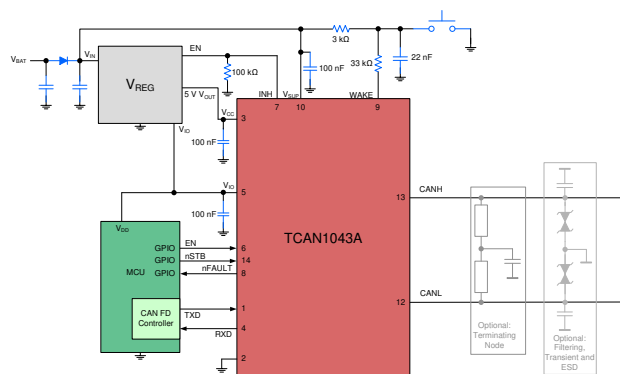 3 kΩ
VBAT
VIN
EN
VREG
100 kΩ
33 kΩ
22 nF
100 nF
5 V VOUT
INH
VSUP
WAKE
7
10
9
VCC
3
VIO
100 nF
VIO
5
100 nF
13
CANH
TCAN1043A
VDD
GPIO
EN
6
GPIO
nSTB
14
MCU
GPIO
nFAULT
8
CAN FD
Controller
TXD
1
RXD
4
2
12
CANL
Optional:
Terminating
Node
Optional:
Filtering,
Transient and
ESD